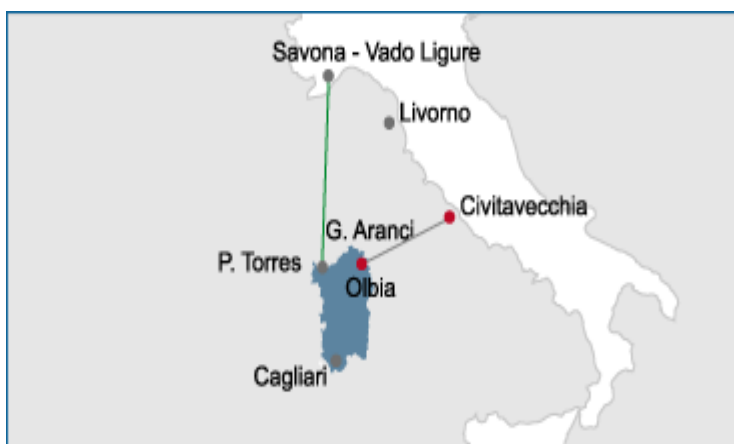 Savona - Vado Ligure
Livorno
Civitavecchia
G. Aranci
P. Torres
Olbia
Cagliari